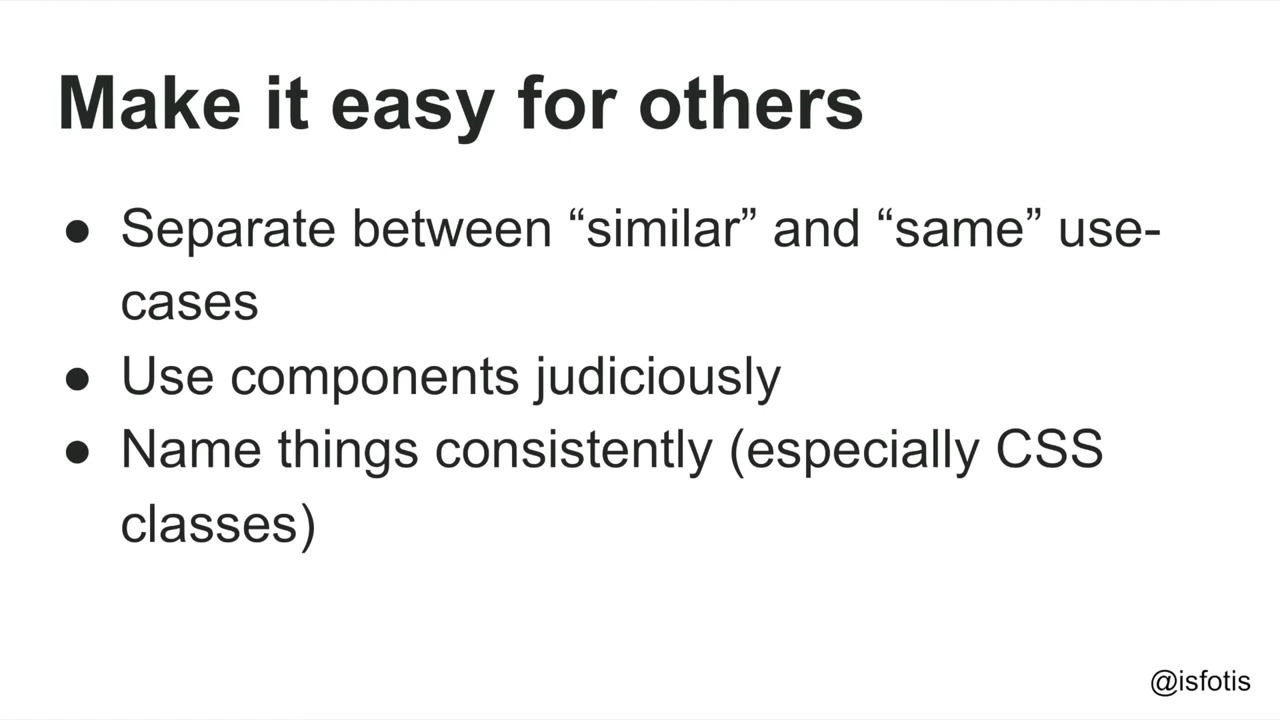 Make it easy for others
● Separate between “similar” and “same” use-
cases
● Use components judiciously
● Name things consistently (especially CSS
classes)
@isfotis